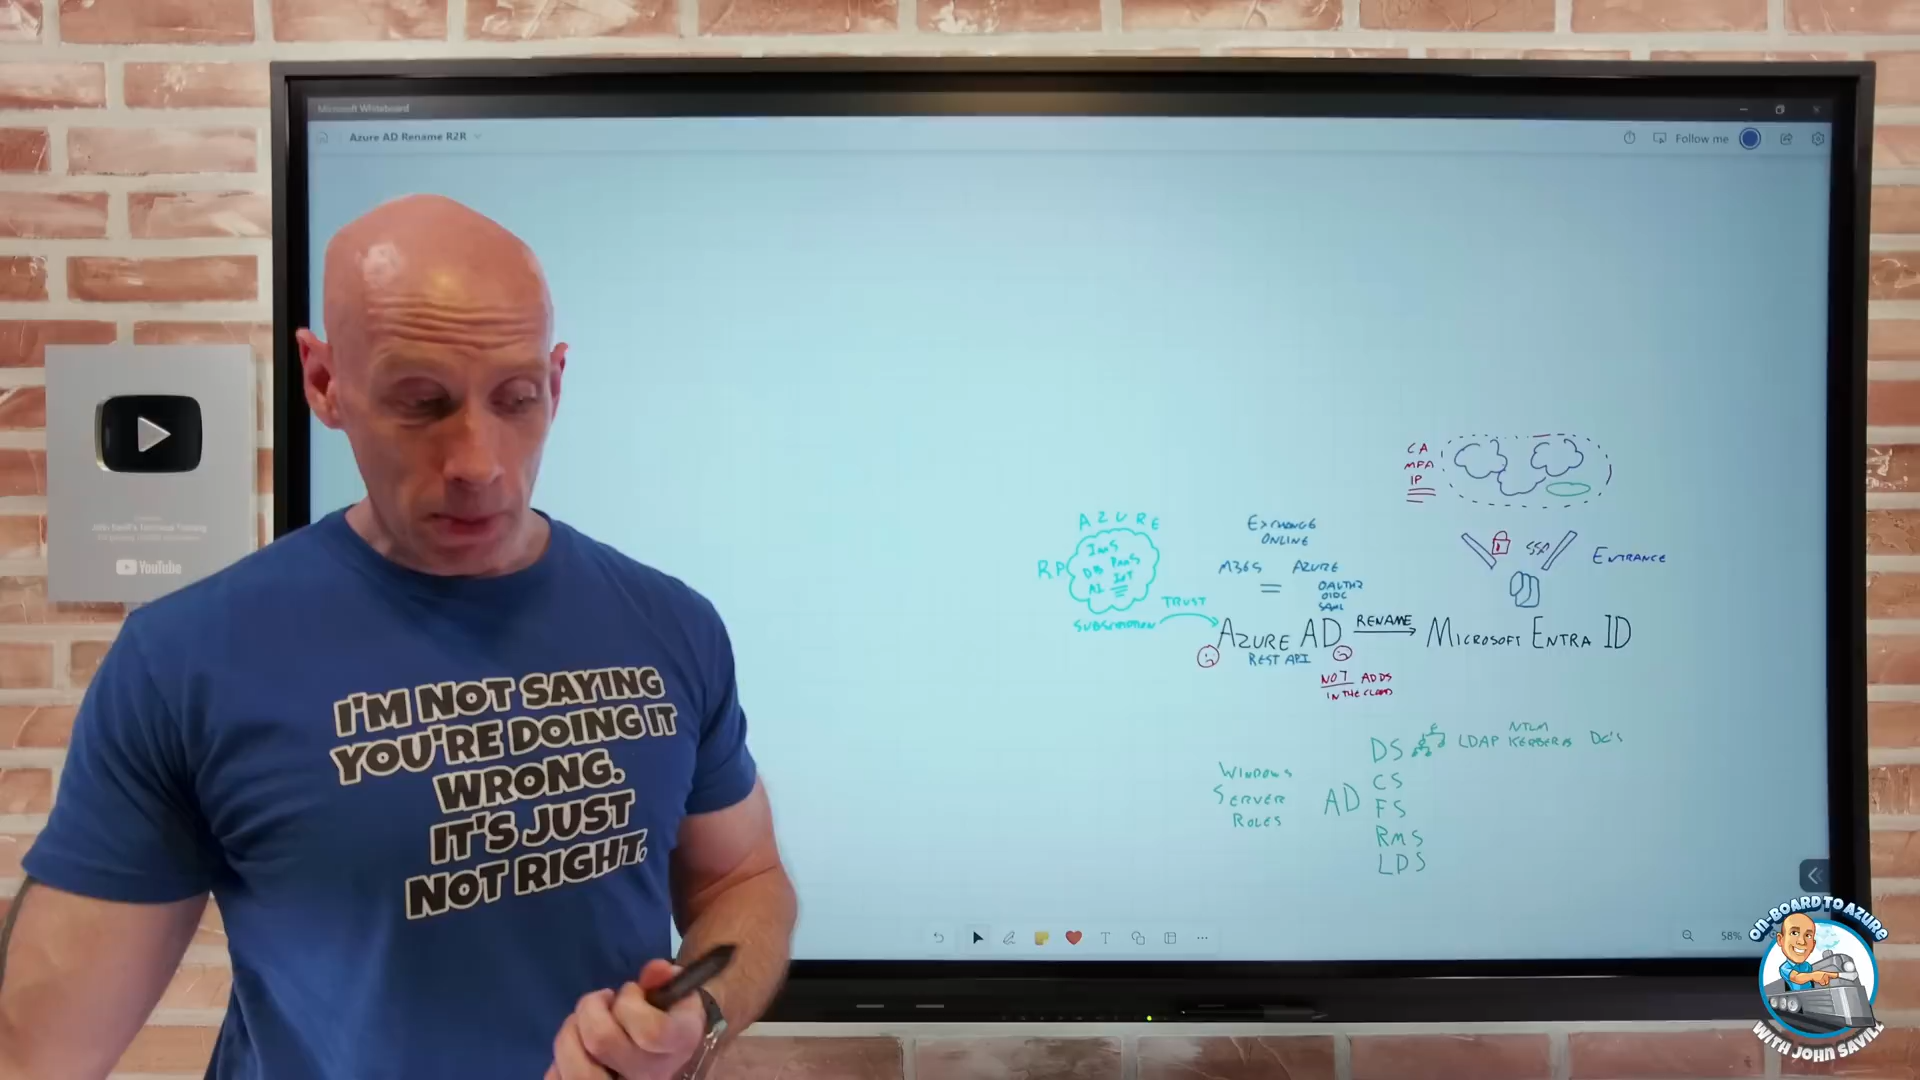 Microsoft Whiteboard
Azure AD Rename R2R
Follow me
CA
MFA
IP
AZURE
IaaS
DB PaaS
AI IoT
RP
SUBSCRIPTION
TRUST
EXCHANGE
ONLINE
M365 AZURE
OAUTH2
OIDC
SAML
ENTRANCE
AZURE AD
RENAME
MICROSOFT ENTRA ID
REST API
NOT ADDS
IN THE CLOUD
WINDOWS
SERVER
ROLES
AD
DS
CS
FS
RMS
LDS
LDAP
NTLM
KERBEROS
DC's
YouTube
I'M NOT SAYING
YOU'RE DOING IT
WRONG.
IT'S JUST
NOT RIGHT.
58%
ON-BOARD TO AZURE
WITH JOHN SAVILL